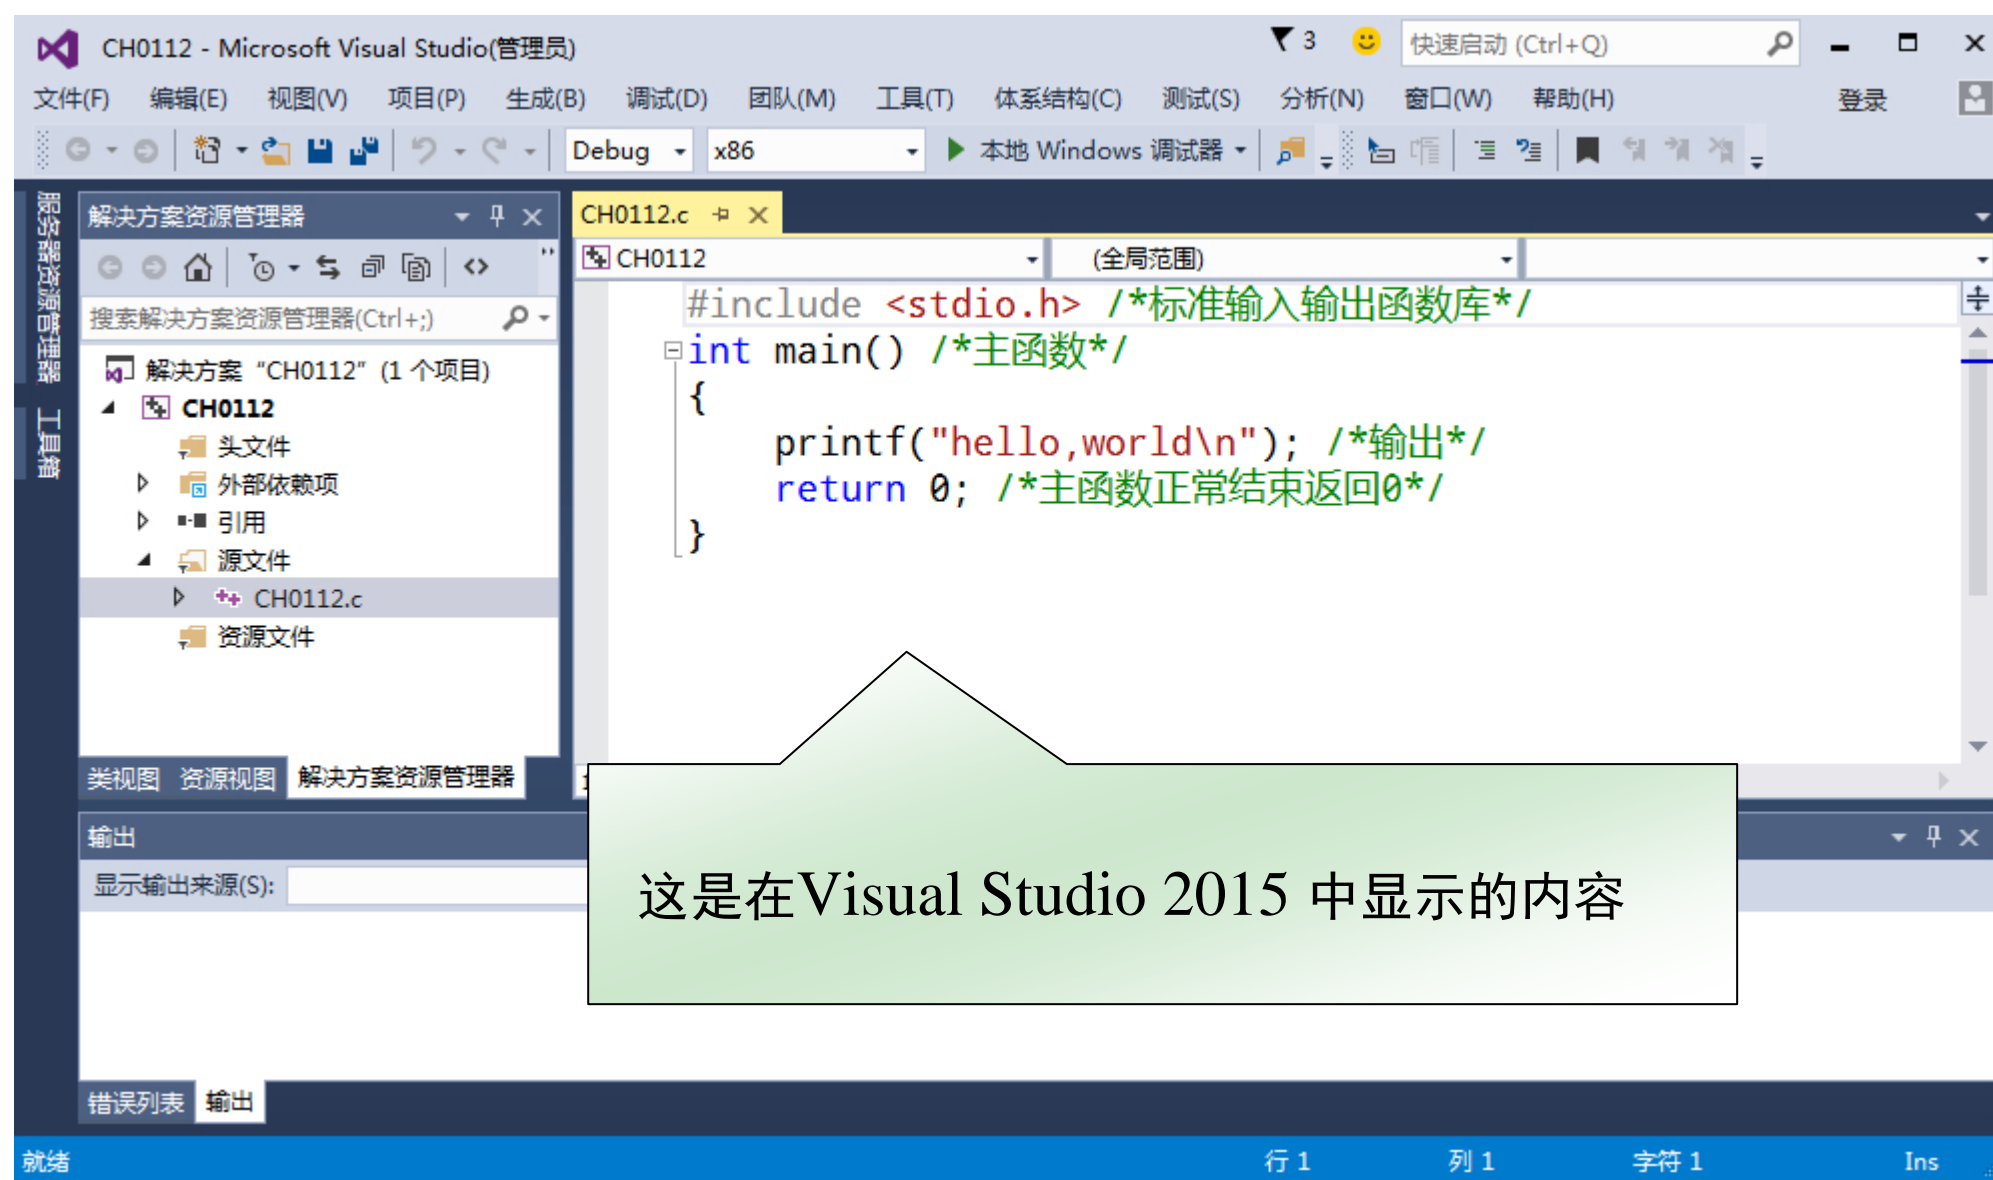 CH0112 - Microsoft Visual Studio(管理员)
3
快速启动 (Ctrl+Q)
文件(F) 编辑(E) 视图(V) 项目(P) 生成(B) 调试(D) 团队(M) 工具(T) 体系结构(C) 测试(S) 分析(N) 窗口(W) 帮助(H) 登录
Debug x86 本地 Windows 调试器
服务器资源管理器
工具箱
解决方案资源管理器
搜索解决方案资源管理器(Ctrl+;)
解决方案 “CH0112” (1 个项目)
CH0112
头文件
外部依赖项
引用
源文件
CH0112.c
资源文件
类视图 资源视图 解决方案资源管理器
CH0112.c
CH0112 (全局范围)
#include <stdio.h> /*标准输入输出函数库*/
int main() /*主函数*/
{
printf("hello,world\n"); /*输出*/
return 0; /*主函数正常结束返回0*/
}
这是在Visual Studio 2015 中显示的内容
输出
显示输出来源(S):
错误列表 输出
就绪 行 1 列 1 字符 1 Ins